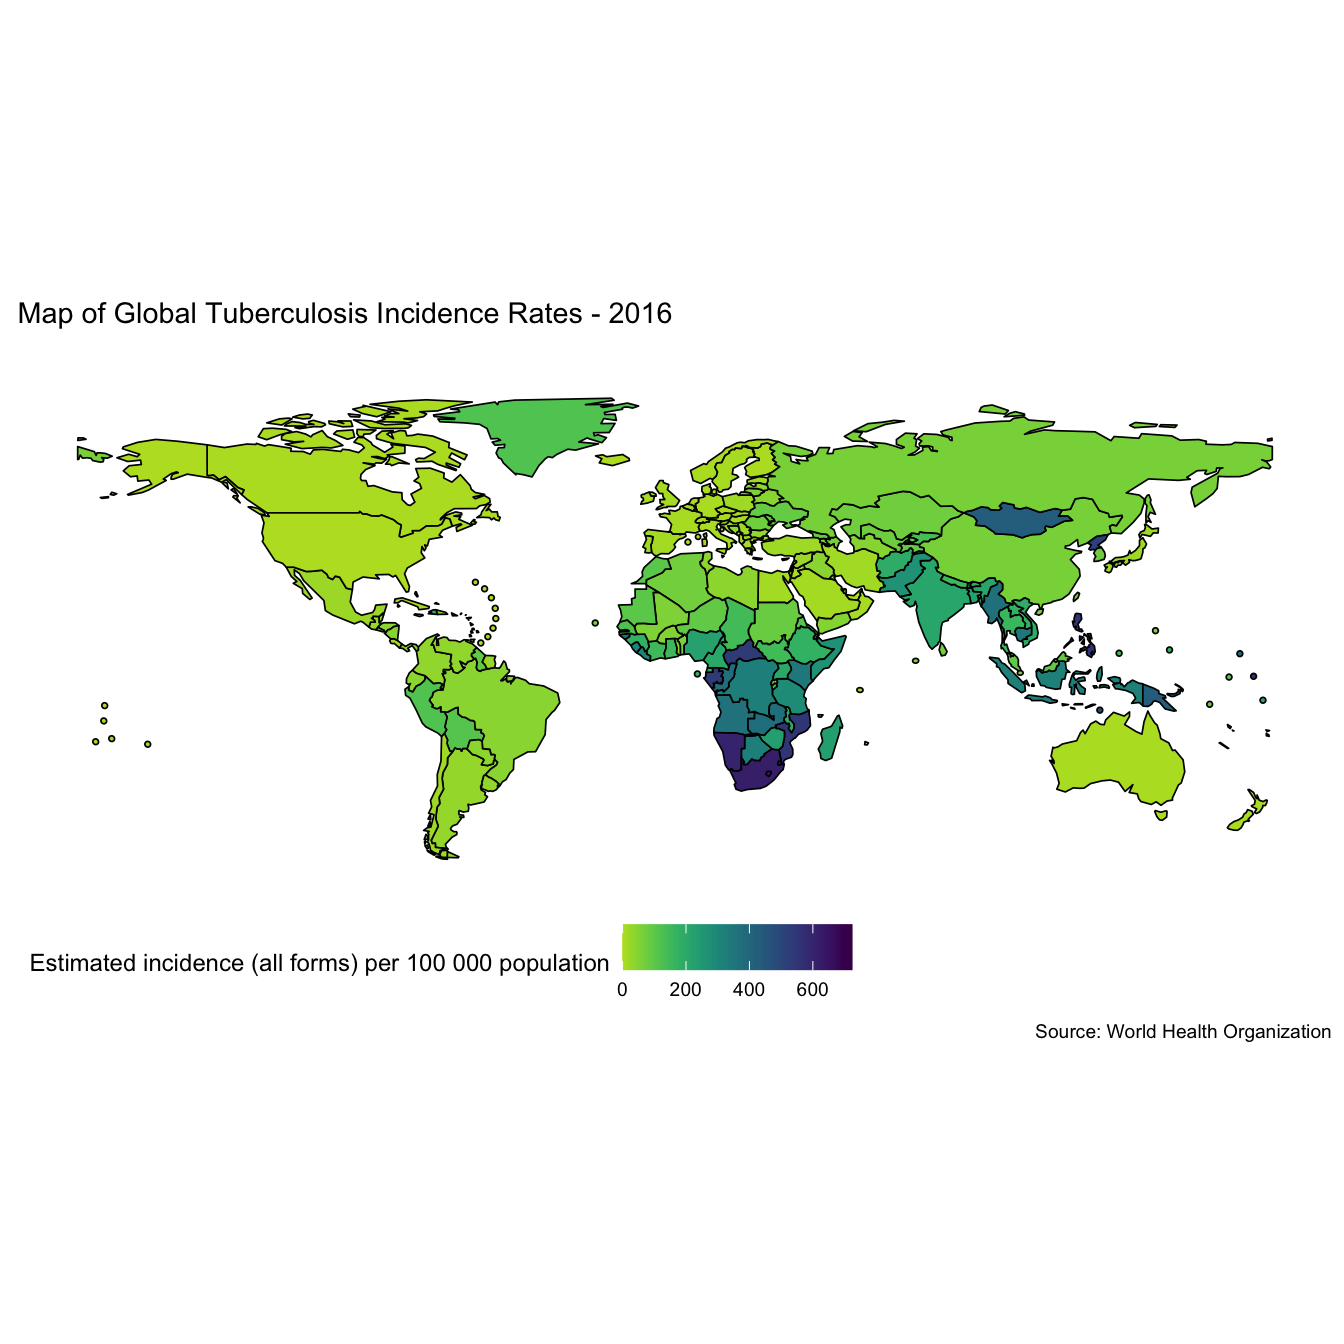 Map of Global Tuberculosis Incidence Rates - 2016
Estimated incidence (all forms) per 100 000 population
0 200 400 600
Source: World Health Organization